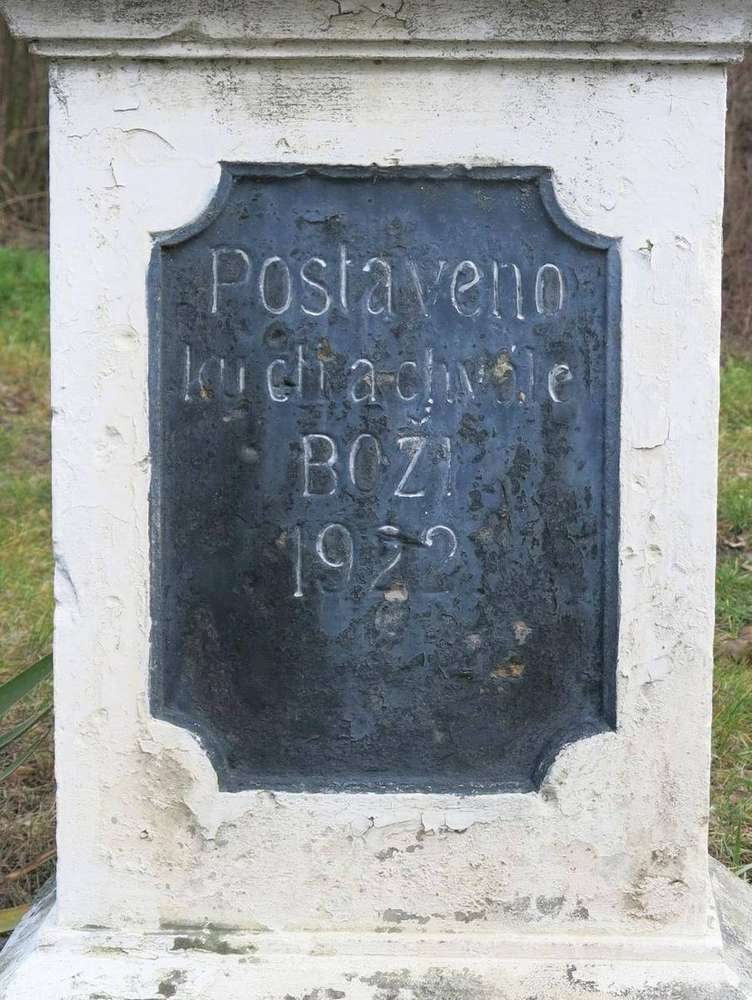 Postaveno
ku cti a chvále
BOŽÍ
1922